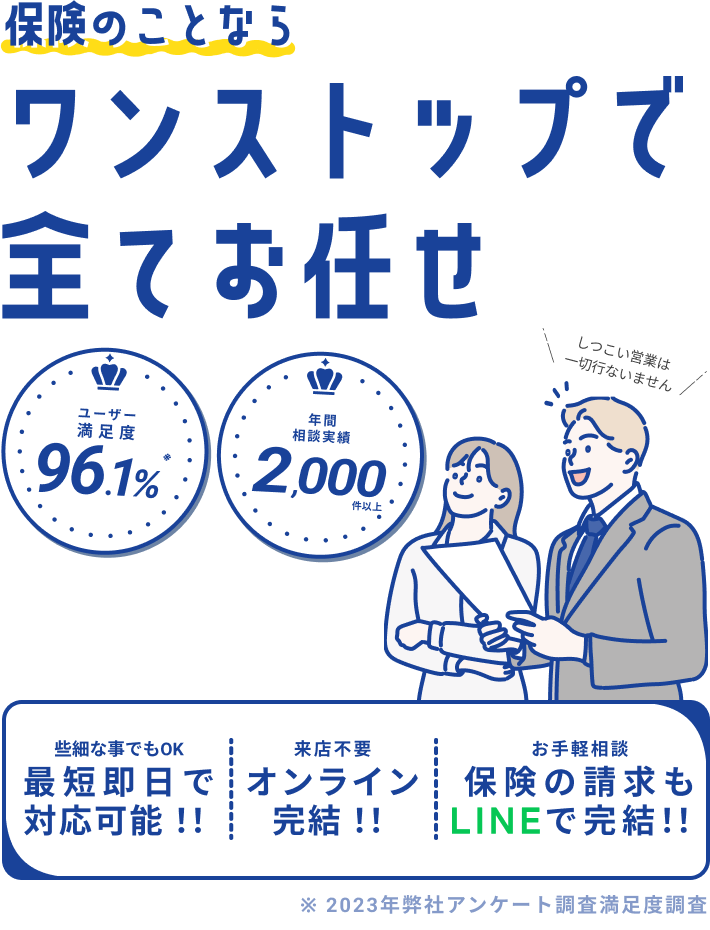 保険のことなら
ワンストップで
全てお任せ
しつこい営業は
一切行ないません
ユーザー
満足度
96.1%※
年間
相談実績
2,000
件以上
些細な事でもOK
最短即日で
対応可能!!
来店不要
オンライン
完結!!
お手軽相談
保険の請求も
LINEで完結!!
※ 2023年弊社アンケート調査満足度調査